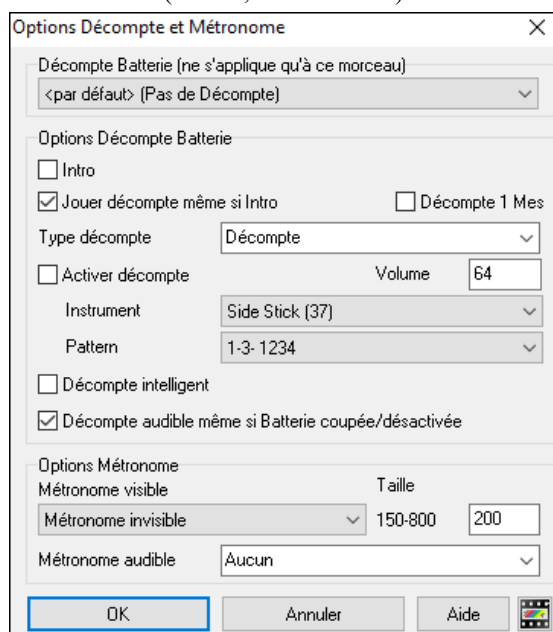 Options Décompte et Métronome
Décompte Batterie (ne s'applique qu'à ce morceau)
<par défaut> (Pas de Décompte)
Options Décompte Batterie
Intro
Jouer décompte même si Intro Décompte 1 Mes
Type décompte Décompte
Activer décompte Volume 64
Instrument Side Stick (37)
Pattern 1-3- 1234
Décompte intelligent
Décompte audible même si Batterie coupée/désactivée
Options Métronome
Métronome visible Taille
Métronome invisible 150-800 200
Métronome audible Aucun
OK Annuler Aide